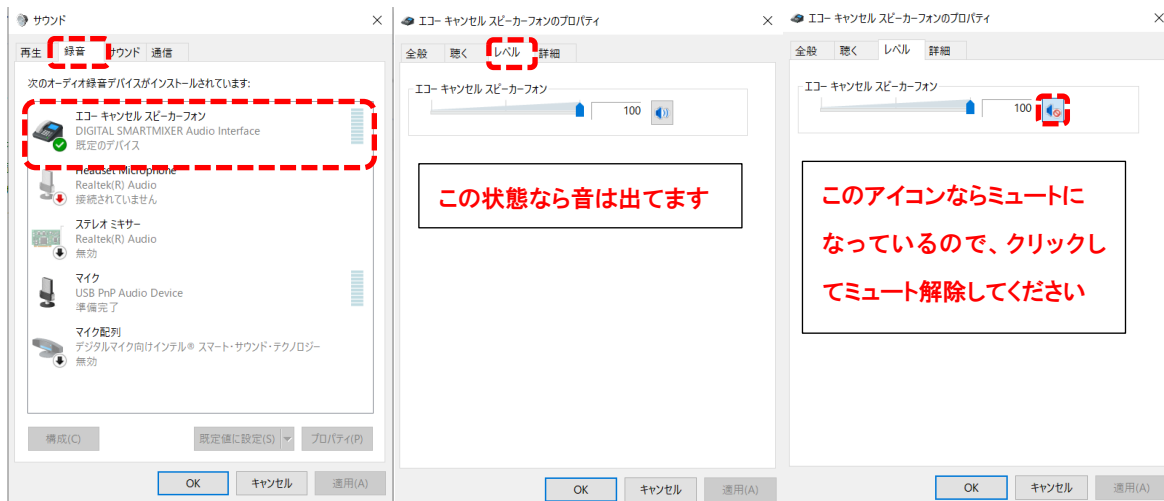 サウンド
再生 録音 サウンド 通信
次のオーディオ録音デバイスがインストールされています:
エコー キャンセル スピーカーフォン
DIGITAL SMARTMIXER Audio Interface
既定のデバイス
Headset Microphone
Realtek(R) Audio
接続されていません
ステレオ ミキサー
Realtek(R) Audio
無効
マイク
USB PnP Audio Device
準備完了
マイク配列
デジタルマイク向けインテル® スマート・サウンド・テクノロジー
無効
構成(C) 既定値に設定(S) プロパティ(P)
OK キャンセル 適用(A)
エコー キャンセル スピーカーフォンのプロパティ
全般 聴く レベル 詳細
エコー キャンセル スピーカーフォン
100
この状態なら音は出てます
OK キャンセル 適用(A)
エコー キャンセル スピーカーフォンのプロパティ
全般 聴く レベル 詳細
エコー キャンセル スピーカーフォン
100
このアイコンならミュートに
なっているので、クリックし
てミュート解除してください
OK キャンセル 適用(A)